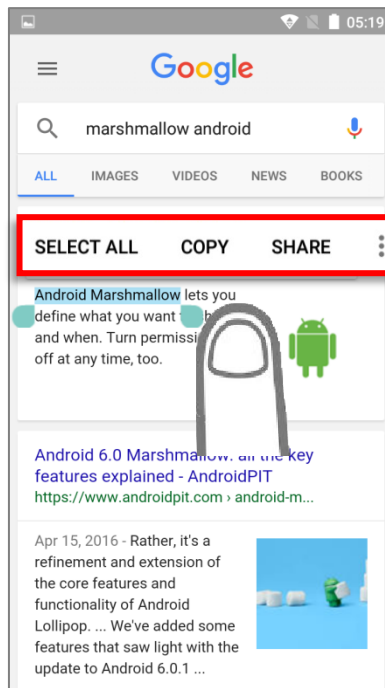 05:19
Google
marshmallow android
ALL IMAGES VIDEOS NEWS BOOKS
SELECT ALL COPY SHARE
Android Marshmallow lets you
define what you want
and when. Turn
off at any time, too.
Android 6.0 Marshmallow: all the key
features explained - AndroidPIT
https://www.androidpit.com › android-m...
Apr 15, 2016 - Rather, it's a
refinement and extension of
the core features and
functionality of Android
Lollipop. ... We've added some
features that saw light with the
update to Android 6.0.1 ...